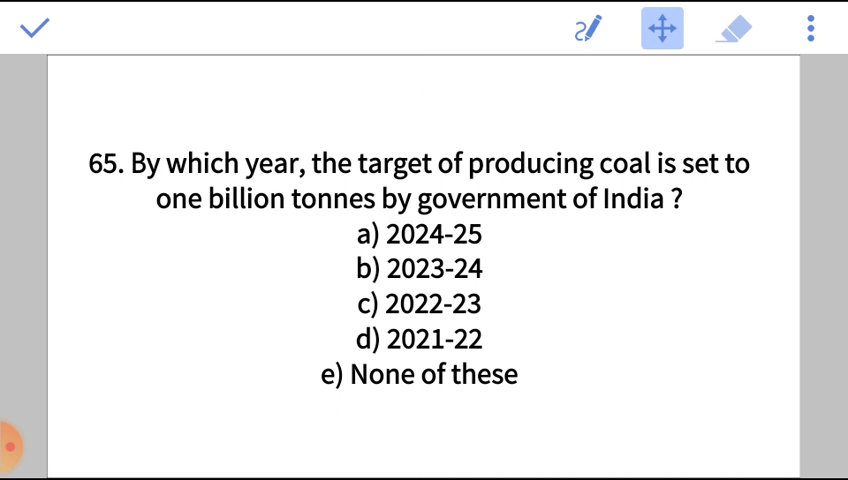 65. By which year, the target of producing coal is set to
one billion tonnes by government of India ?
a) 2024-25
b) 2023-24
c) 2022-23
d) 2021-22
e) None of these